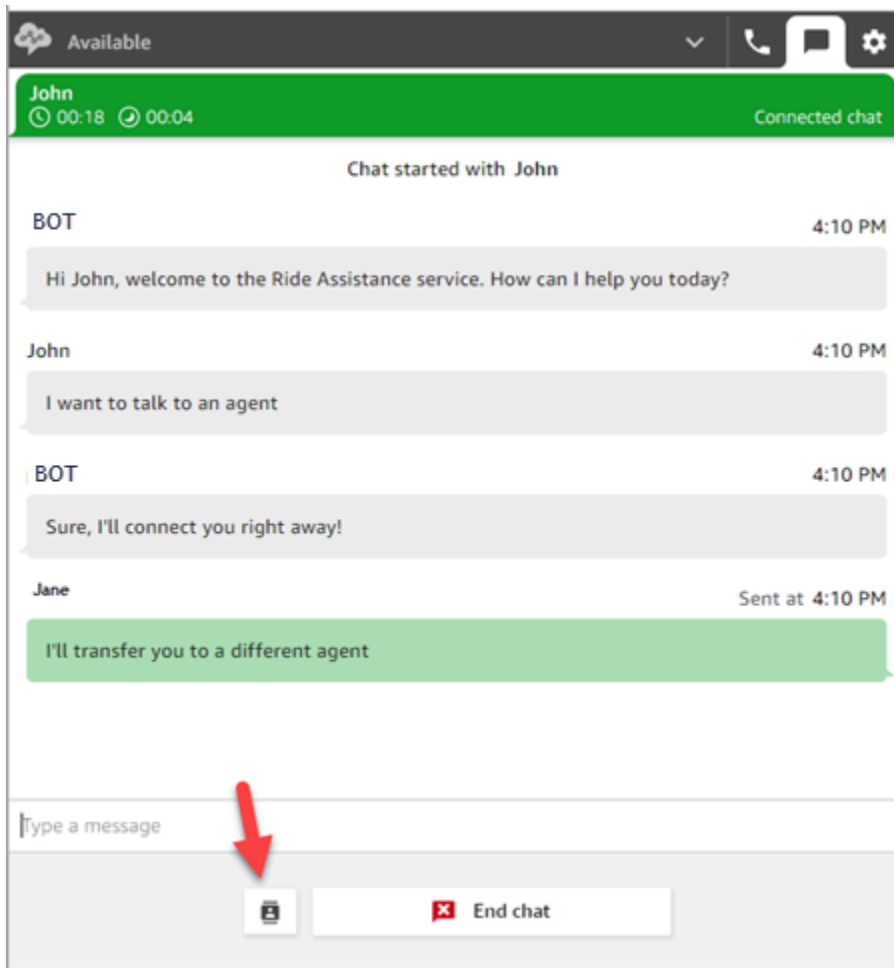 Available
John
00:18 00:04 Connected chat
Chat started with John
BOT 4:10 PM
Hi John, welcome to the Ride Assistance service. How can I help you today?
John 4:10 PM
I want to talk to an agent
BOT 4:10 PM
Sure, I'll connect you right away!
Jane Sent at 4:10 PM
I'll transfer you to a different agent
Type a message
End chat